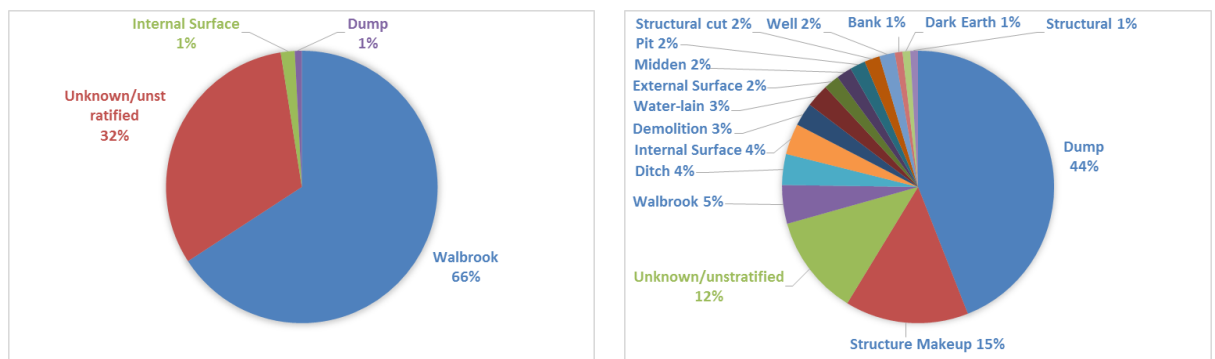 Internal Surface
1%
Dump
1%
Unknown/unst
ratified
32%
Walbrook
66%
Structural cut 2%
Well 2%
Bank 1%
Dark Earth 1%
Structural 1%
Pit 2%
Midden 2%
External Surface 2%
Water-lain 3%
Demolition 3%
Internal Surface 4%
Ditch 4%
Walbrook 5%
Dump
44%
Unknown/unstratified
12%
Structure Makeup 15%